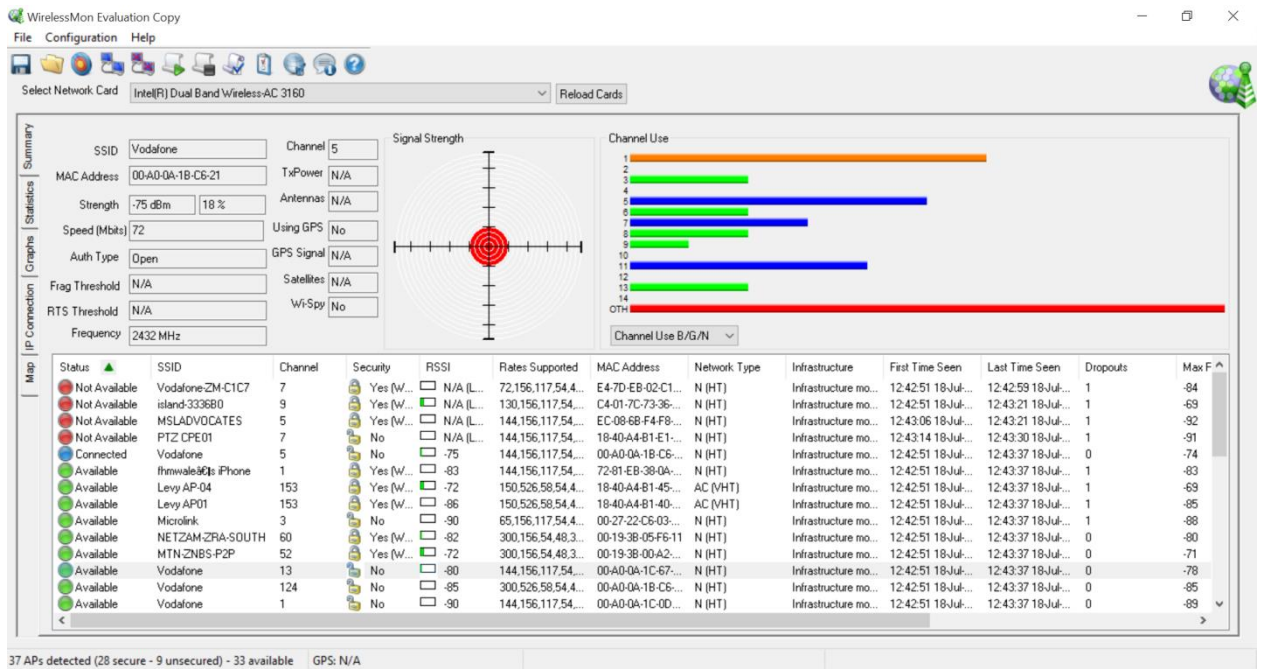 WirelessMon Evaluation Copy
File Configuration Help
Select Network Card Intel(R) Dual Band Wireless-AC 3160 Reload Cards
Summary
Statistics
Graphs
IP Connection
Map
SSID Vodafone
MAC Address 00-A0-0A-1B-C6-21
Strength -75 dBm 18 %
Speed (Mbits) 72
Auth Type Open
Frag Threshold N/A
RTS Threshold N/A
Frequency 2432 MHz
Channel 5
TxPower N/A
Antennas N/A
Using GPS No
GPS Signal N/A
Satellites N/A
Wi-Spy No
Signal Strength
Channel Use
1
2
3
4
5
6
7
8
9
10
11
12
13
14
OTH
Channel Use B/G/N
Status SSID Channel Security RSSI Rates Supported MAC Address Network Type Infrastructure First Time Seen Last Time Seen Dropouts Max F
Not Available Vodafone-ZM-C1C7 7 Yes (W... N/A (L... 72,156,117,54,4... E4-7D-EB-02-C1... N (HT) Infrastructure mo... 12:42:51 18-Jul-... 12:42:59 18-Jul-... 1 -84
Not Available island-3336B0 9 Yes (W... N/A (L... 130,156,117,54,... C4-01-7C-73-36-... N (HT) Infrastructure mo... 12:42:51 18-Jul-... 12:43:21 18-Jul-... 1 -69
Not Available MSLADVOCATES 5 Yes (W... N/A (L... 144,156,117,54,... EC-08-6B-F4-F8-... N (HT) Infrastructure mo... 12:43:06 18-Jul-... 12:43:21 18-Jul-... 1 -92
Not Available PTZ CPE01 7 No N/A (L... 144,156,117,54,... 18-40-A4-B1-E1-... N (HT) Infrastructure mo... 12:43:14 18-Jul-... 12:43:30 18-Jul-... 1 -91
Connected Vodafone 5 No -75 144,156,117,54,... 00-A0-0A-1B-C6-... N (HT) Infrastructure mo... 12:42:51 18-Jul-... 12:43:37 18-Jul-... 0 -74
Available iPhone 1 Yes (W... -83 144,156,117,54,... 72-81-EB-38-0A-... N (HT) Infrastructure mo... 12:42:51 18-Jul-... 12:43:37 18-Jul-... 1 -83
Available Levy AP-04 153 Yes (W... -72 150,526,58,54,4... 18-40-A4-B1-45-... AC (VHT) Infrastructure mo... 12:42:51 18-Jul-... 12:43:37 18-Jul-... 1 -69
Available Levy AP01 153 Yes (W... -86 150,526,58,54,4... 18-40-A4-B1-40-... AC (VHT) Infrastructure mo... 12:42:51 18-Jul-... 12:43:37 18-Jul-... 1 -85
Available Microlink 3 No -90 65,156,117,54,4... 00-27-22-C6-03-... N (HT) Infrastructure mo... 12:42:51 18-Jul-... 12:43:37 18-Jul-... 1 -88
Available NETZAM-ZRA-SOUTH 60 Yes (W... -82 300,156,54,48,3... 00-19-3B-05-F6-11 N (HT) Infrastructure mo... 12:42:51 18-Jul-... 12:43:37 18-Jul-... 0 -80
Available MTN-ZNBS-P2P 52 Yes (W... -72 300,156,54,48,3... 00-19-3B-00-A2-... N (HT) Infrastructure mo... 12:42:51 18-Jul-... 12:43:37 18-Jul-... 0 -71
Available Vodafone 13 No -80 144,156,117,54,... 00-A0-0A-1C-67-... N (HT) Infrastructure mo... 12:42:51 18-Jul-... 12:43:37 18-Jul-... 0 -78
Available Vodafone 124 No -85 300,526,58,54,4... 00-A0-0A-1B-C6-... N (HT) Infrastructure mo... 12:42:51 18-Jul-... 12:43:37 18-Jul-... 0 -85
Available Vodafone 1 No -90 144,156,117,54,... 00-A0-0A-1C-0D... N (HT) Infrastructure mo... 12:42:51 18-Jul-... 12:43:37 18-Jul-... 0 -89
37 APs detected (28 secure - 9 unsecured) - 33 available GPS: N/A